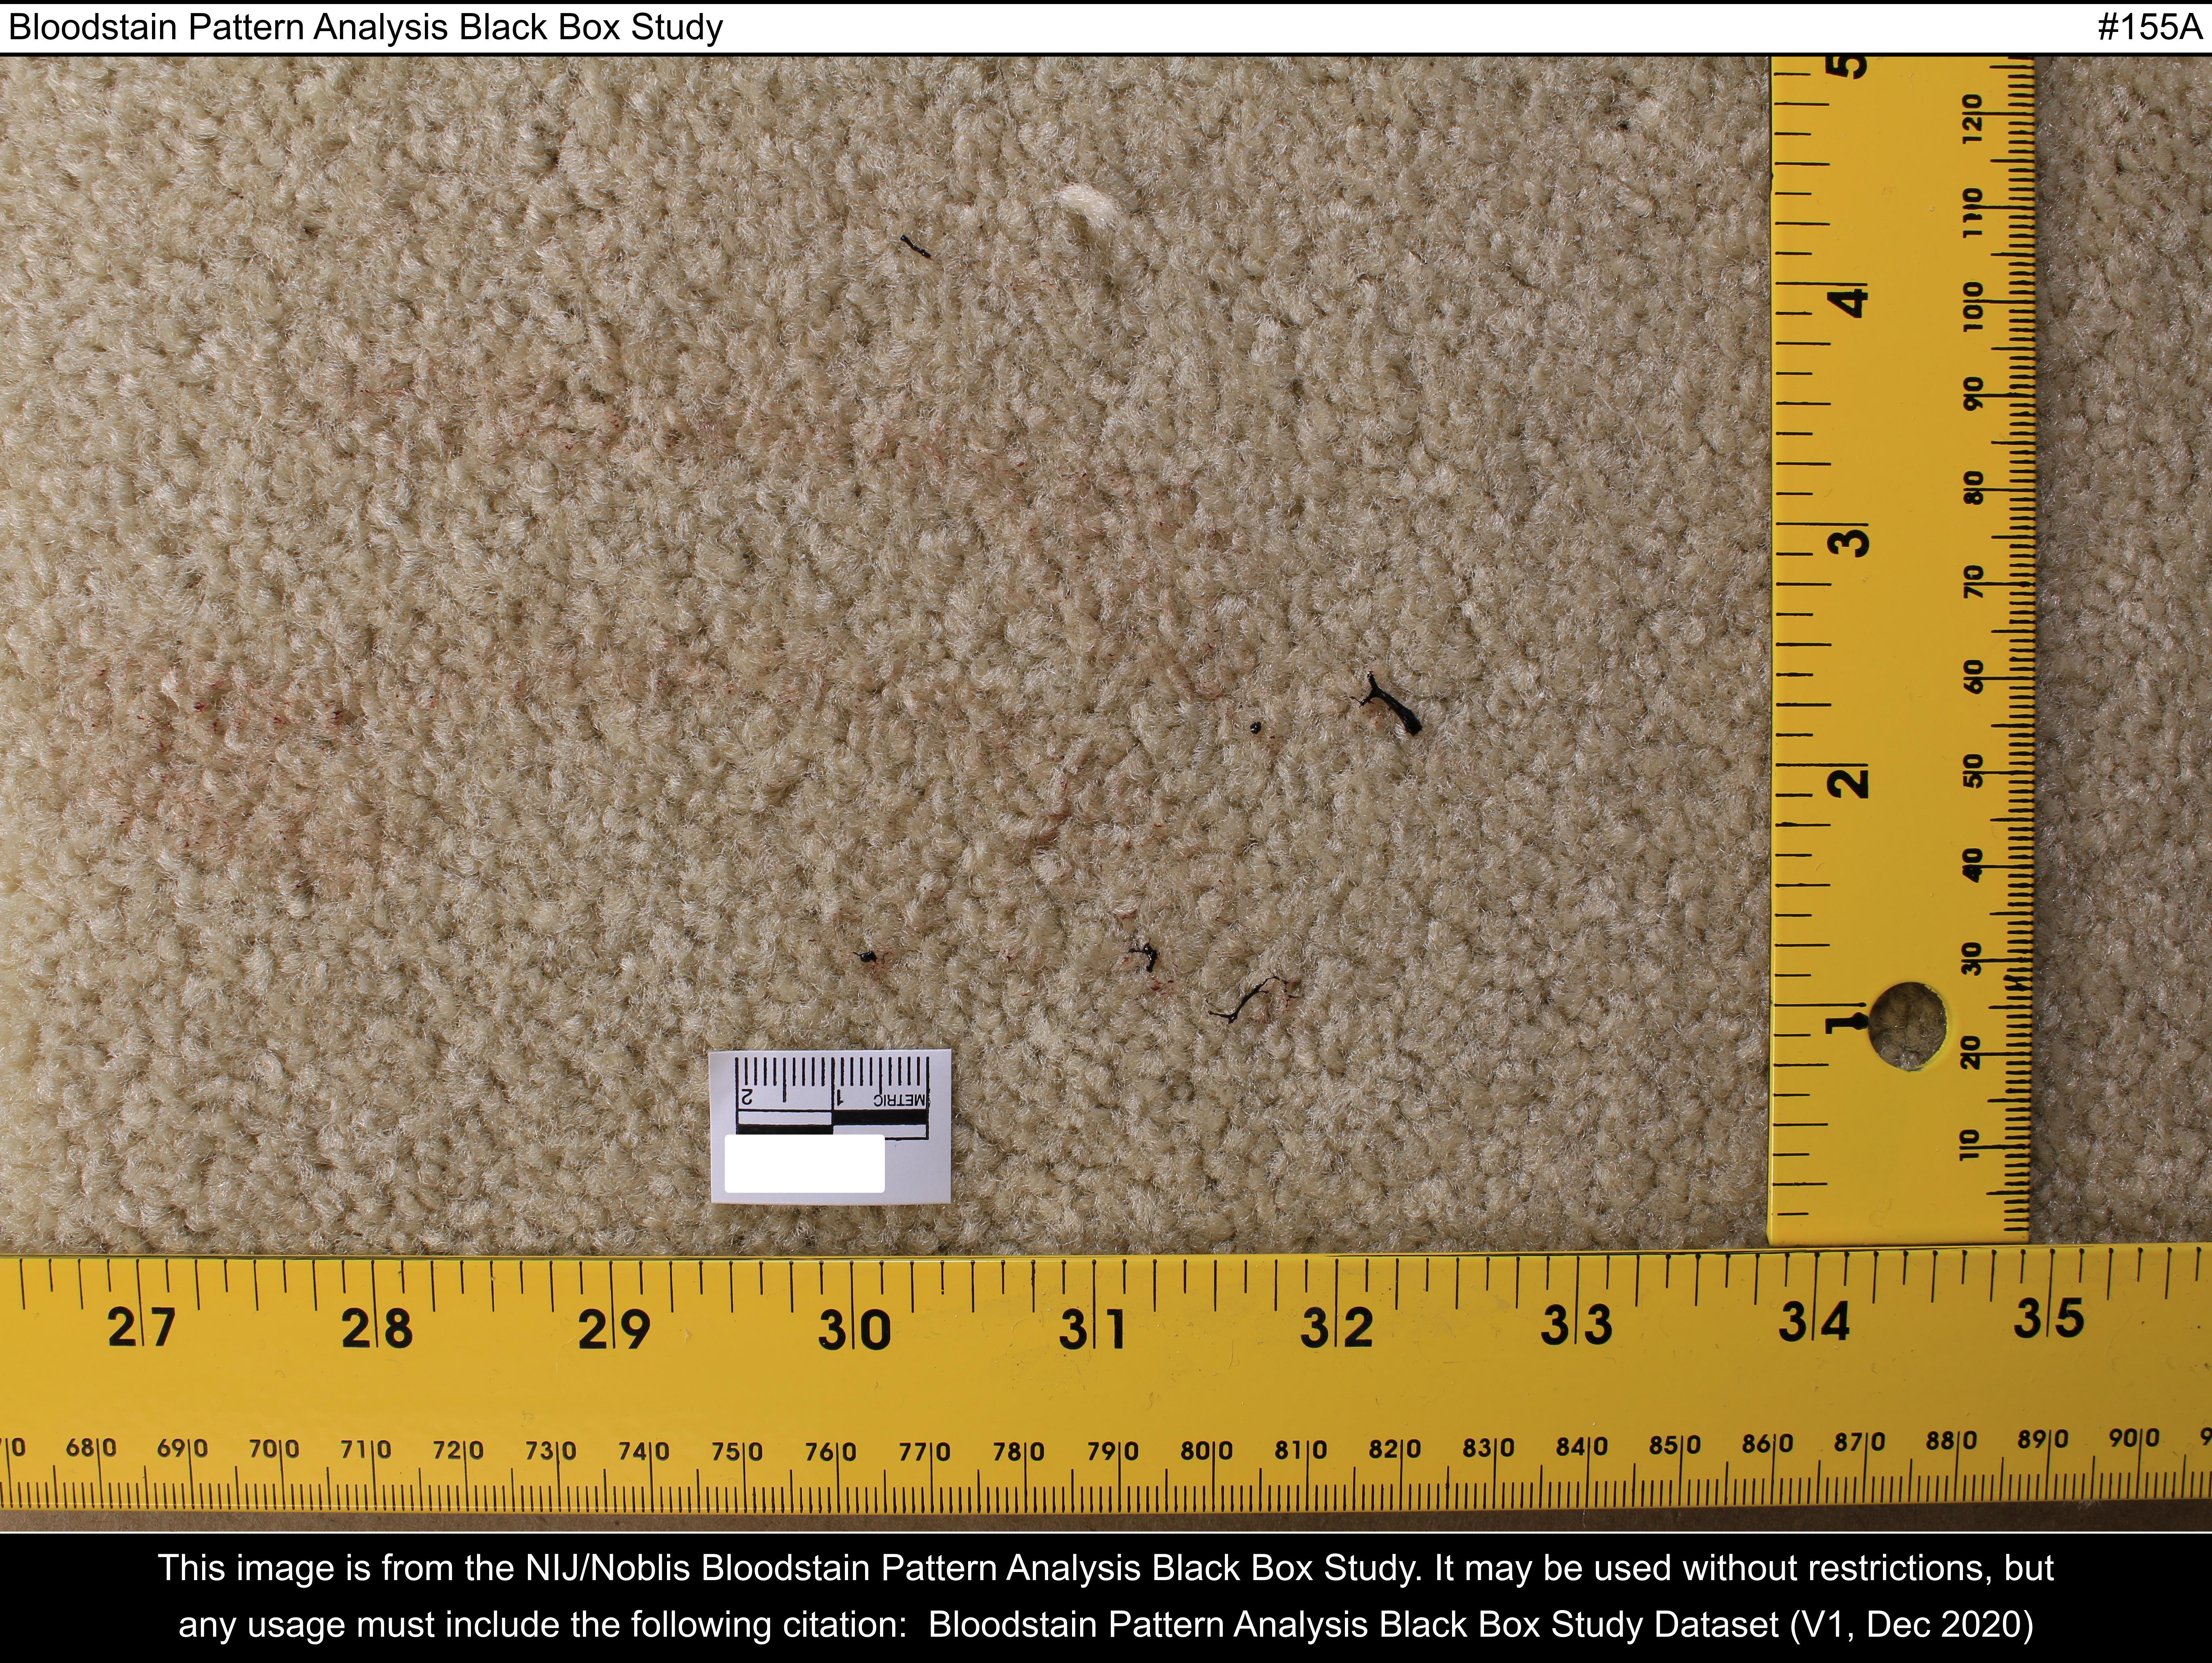 Bloodstain Pattern Analysis Black Box Study #155A
5
120
110
4
100
90
80
3
70
60
2
50
40
30
1
20
10
2 1 METRIC
27 28 29 30 31 32 33 34 35
680 690 700 710 720 730 740 750 760 770 780 790 800 810 820 830 840 850 860 870 880 890 900
This image is from the NIJ/Noblis Bloodstain Pattern Analysis Black Box Study. It may be used without restrictions, but
any usage must include the following citation: Bloodstain Pattern Analysis Black Box Study Dataset (V1, Dec 2020)